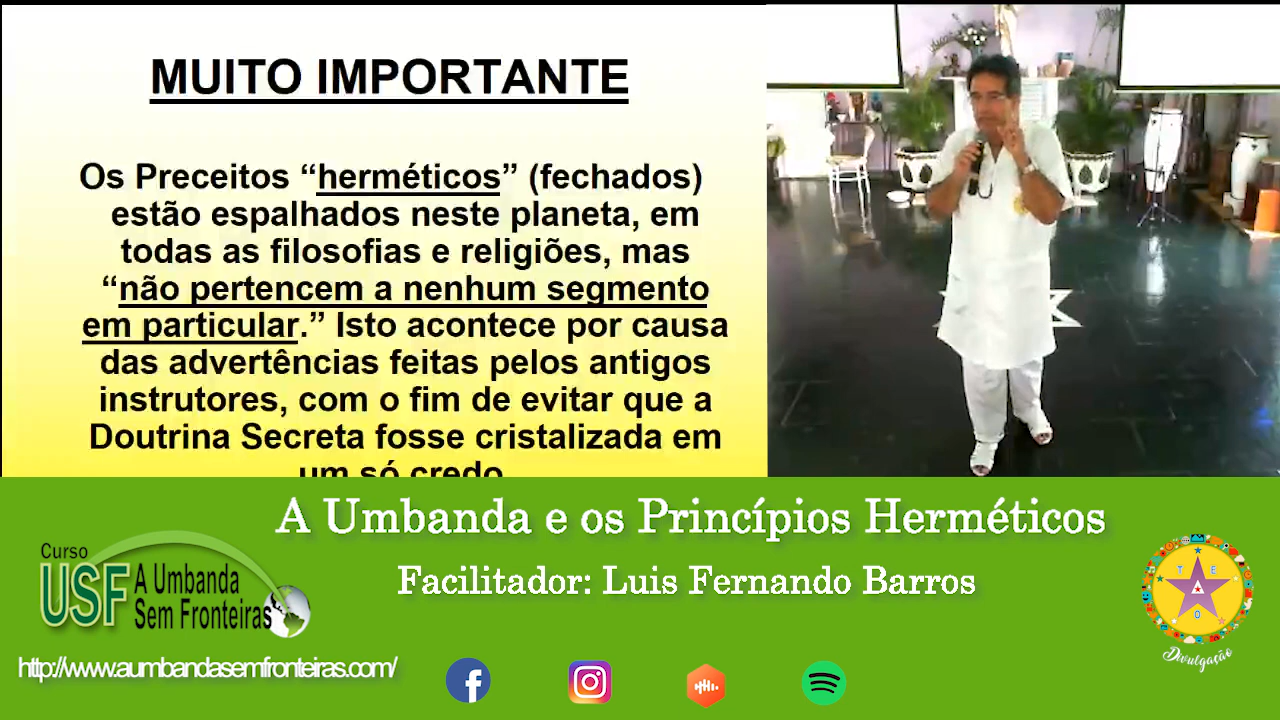 MUITO IMPORTANTE
Os Preceitos “herméticos” (fechados)
estão espalhados neste planeta, em
todas as filosofias e religiões, mas
“não pertencem a nenhum segmento
em particular.” Isto acontece por causa
das advertências feitas pelos antigos
instrutores, com o fim de evitar que a
Doutrina Secreta fosse cristalizada em
um só credo
A Umbanda e os Princípios Herméticos
Facilitador: Luis Fernando Barros
Curso
USF A Umbanda
Sem Fronteiras
http://www.aumbandasemfronteiras.com/
T E
A
O
Divulgação